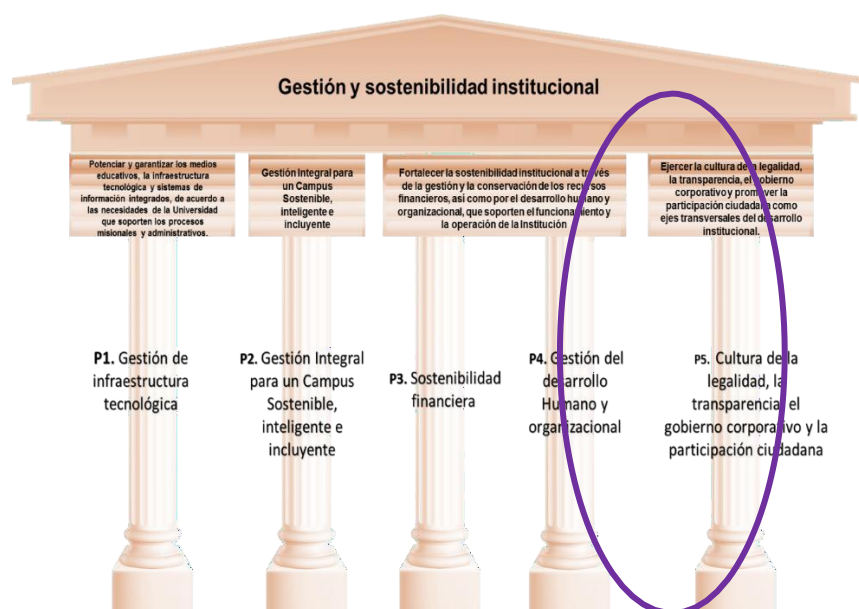 Gestión y sostenibilidad institucional
Potenciar y garantizar los medios
educativos, la infraestructura
tecnológica y sistemas de
información integrados, de acuerdo a
las necesidades de la Universidad
que soporten los procesos
misionales y administrativos.
Gestión Integral para
un Campus
Sostenible,
inteligente e
incluyente
Fortalecer la sostenibilidad institucional a través
de la gestión y la conservación de los recursos
financieros, asi como por el desarrollo humano y
organizacional, que soporten el funcionamiento y
la operación de la Institución
Ejercer la cultura de la legalidad,
la transparencia, el gobierno
corporativo y promover la
participación ciudadana como
ejes transversales del desarrollo
institucional.
P1. Gestión de
infraestructura
tecnológica
P2. Gestión Integral
para un Campus
Sostenible,
inteligente e
incluyente
P3. Sostenibilidad
financiera
P4. Gestión del
desarrollo
Humano y
organizacional
P5. Cultura de la
legalidad, la
transparencia, el
gobierno corporativo y la
participación ciudadana